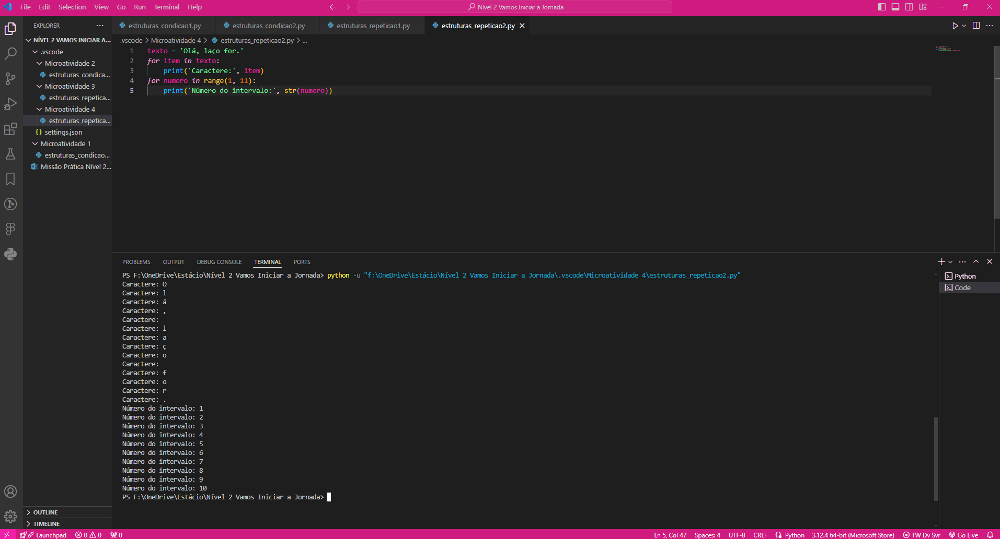 File Edit Selection View Go Run Terminal Help
Nível 2 Vamos Iniciar a Jornada
EXPLORER
NÍVEL 2 VAMOS INICIAR A...
.vscode
Microatividade 2
estruturas_condica...
Microatividade 3
estruturas_repetica...
Microatividade 4
estruturas_repetica...
{} settings.json
Microatividade 1
estruturas_condicao...
Missão Prática Nível 2...
OUTLINE
TIMELINE
estruturas_condicao1.py estruturas_condicao2.py estruturas_repeticao1.py estruturas_repeticao2.py
.vscode > Microatividade 4 > estruturas_repeticao2.py > ...
1 texto = 'Olá, laço for.'
2 for item in texto:
3 print('Caractere:', item)
4 for numero in range(1, 11):
5 print('Número do intervalo:', str(numero))
PROBLEMS OUTPUT DEBUG CONSOLE TERMINAL PORTS
PS F:\OneDrive\Estácio\Nível 2 Vamos Iniciar a Jornada> python -u "f:\OneDrive\Estácio\Nível 2 Vamos Iniciar a Jornada\.vscode\Microatividade 4\estruturas_repeticao2.py"
Caractere: O
Caractere: l
Caractere: á
Caractere: ,
Caractere:
Caractere: l
Caractere: a
Caractere: ç
Caractere: o
Caractere:
Caractere: f
Caractere: o
Caractere: r
Caractere: .
Número do intervalo: 1
Número do intervalo: 2
Número do intervalo: 3
Número do intervalo: 4
Número do intervalo: 5
Número do intervalo: 6
Número do intervalo: 7
Número do intervalo: 8
Número do intervalo: 9
Número do intervalo: 10
PS F:\OneDrive\Estácio\Nível 2 Vamos Iniciar a Jornada>
Python
Code
Launchpad 0 0 0 Ln 5, Col 47 Spaces: 4 UTF-8 CRLF Python 3.12.4 64-bit (Microsoft Store) TW Dv Svr Go Live